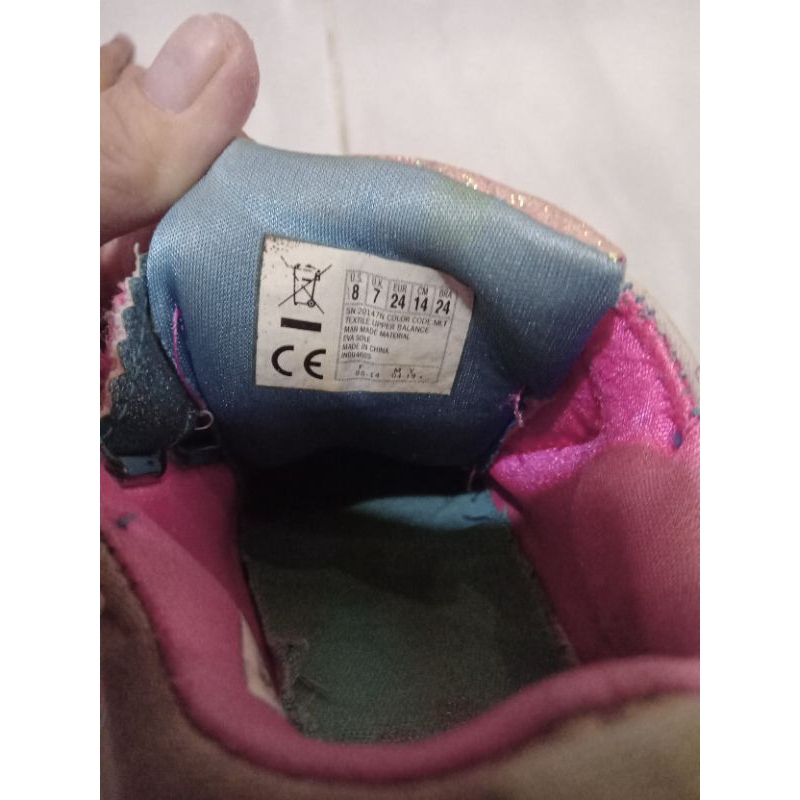 U.S U.K EUR CM BRA
8 7 24 14 24
SN 20147N COLOR CODE:MLT
TEXTILE UPPER BALANCE
MAN MADE MATERIAL
EVA SOLE
MADE IN CHINA
CE